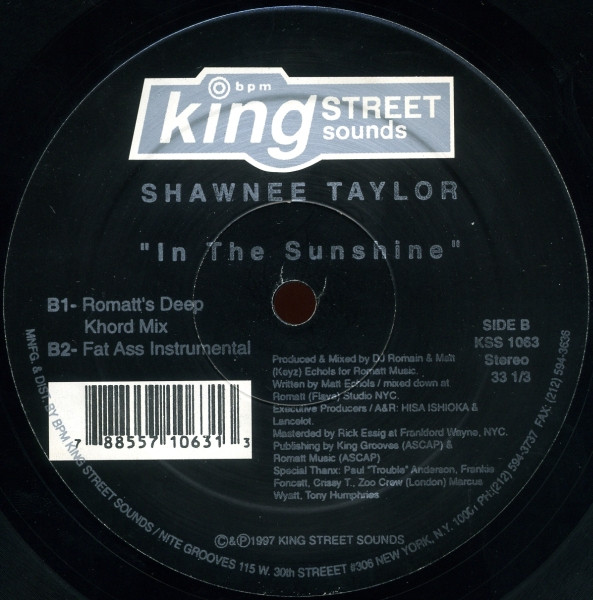 bpm
king STREET
sounds
SHAWNEE TAYLOR
"In The Sunshine"
B1- Romatt's Deep
Khord Mix
B2- Fat Ass Instrumental
SIDE B
KSS 1063
Stereo
33 1/3
Produced & Mixed by DJ Romain & Matt
(Keyz) Echols for Romatt Music.
Written by Matt Echols / mixed down at
Romatt (Flava) Studio NYC.
Executive Producers / A&R: HISA ISHIOKA &
Lancelot.
Masterded by Rick Essig at Frankford Wayne, NYC.
Publishing by King Grooves (ASCAP) &
Romatt Music (ASCAP)
Special Thanx: Paul "Trouble" Anderson, Frankie
Foncett, Crissy T., Zoo Crew (London) Marcus
Wyatt, Tony Humphries
7 88557 10631 3
©&℗1997 KING STREET SOUNDS
MNFG. & DIST. BY BPM KING STREET SOUNDS / NITE GROOVES 115 W. 30th STREEET #306 NEW YORK, N.Y. 10001 PH:(212) 594-3737 FAX: (212) 594-3636